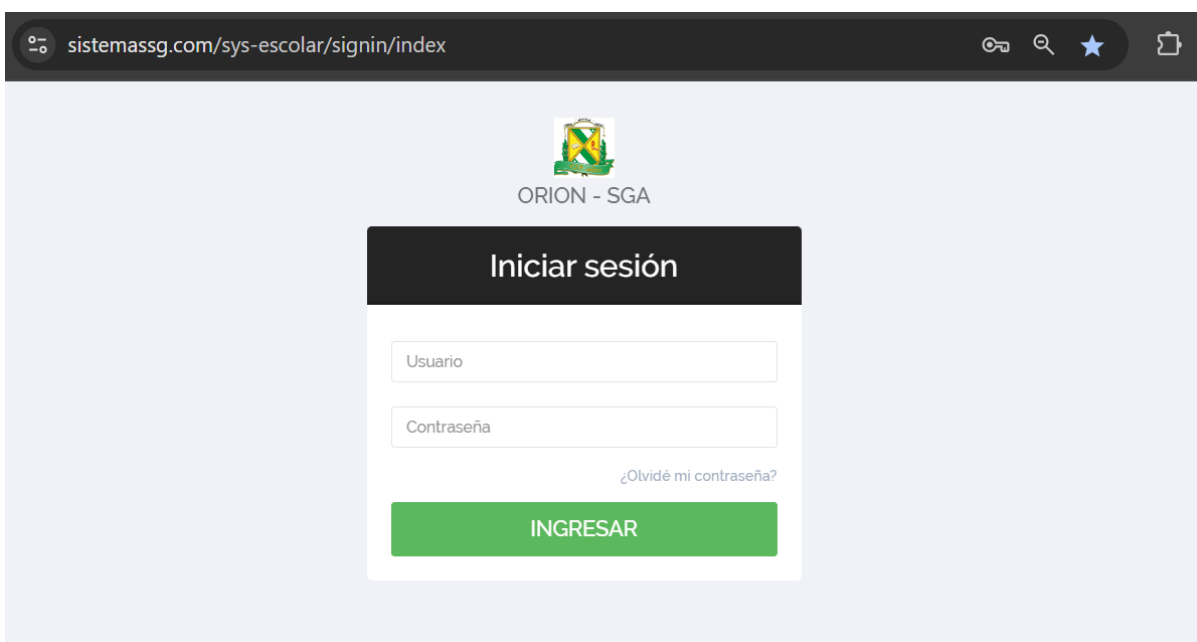 sistemassg.com/sys-escolar/signin/index
ORION - SGA
Iniciar sesión
Usuario
Contraseña
¿Olvidé mi contraseña?
INGRESAR